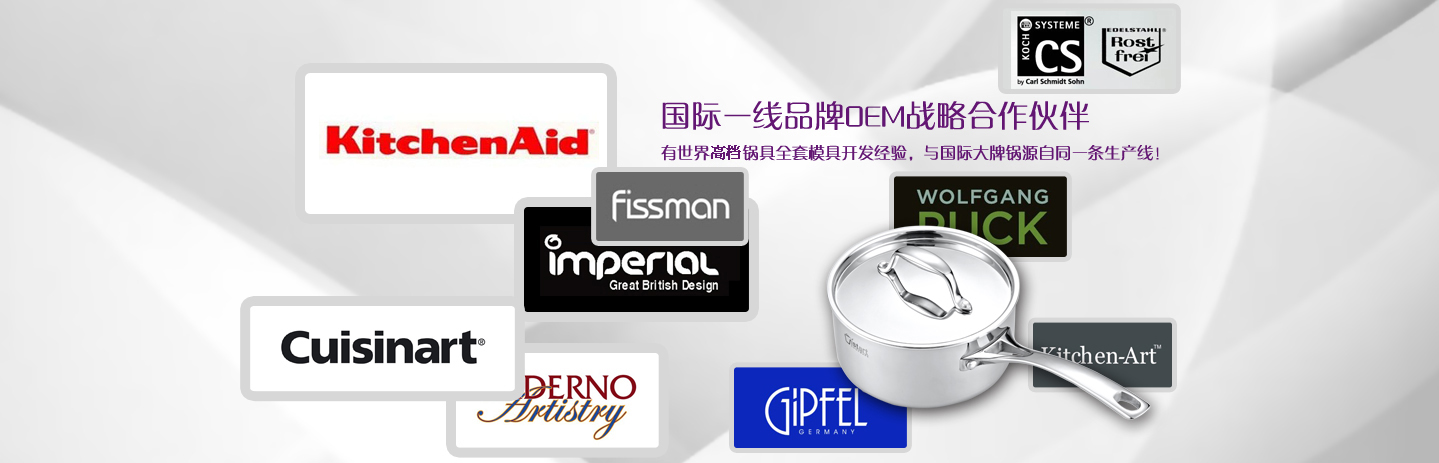 KOCH
SYSTEME
CS
by Carl Schmidt Sohn
®
EDELSTAHL®
Rost
frei
KitchenAid®
国际一线品牌OEM战略合作伙伴
有世界高档锅具全套模具开发经验，与国际大牌锅源自同一条生产线！
fissman
imperial
Great British Design
WOLFGANG
PUCK
Cuisinart®
DERNO
Artistry
GiPFEL
GERMANY
Kitchen-Art™